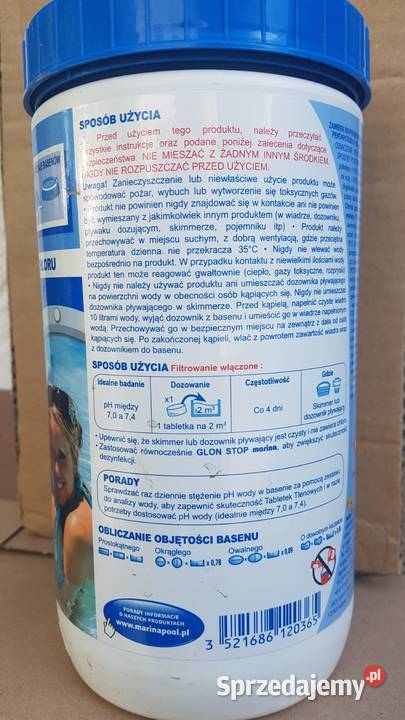 SPOSÓB UŻYCIA
• Przed użyciem tego produktu, należy przeczytać
wszystkie instrukcje oraz podane poniżej zalecenia dotyczące
bezpieczeństwa. NIE MIESZAĆ Z ŻADNYM INNYM ŚRODKIEM.
NIGDY NIE ROZPUSZCZAĆ PRZED UŻYCIEM.
Uwaga! Zanieczyszczenie lub niewłaściwe użycie produktu może
spowodować pożar, wybuch lub wytworzenie się toksycznych gazów.
• Produkt nie powinien nigdy znajdować się w kontakcie ani nie powinien
być wymieszany z jakimkolwiek innym produktem (w wiadrze, dozowniku
pływaku dozującym, skimmerze, pojemniku itp) • Produkt należy
przechowywać w miejscu suchym, z dobrą wentylacją, gdzie przeciętna
temperatura dzienna nie przekracza 35°C • Nigdy nie wlewać wody
bezpośrednio na produkt. W przypadku kontaktu z niewielkimi ilościami wody
produkt ten może reagować gwałtownie (ciepło, gazy toksyczne, rozpryski)
• Nigdy nie należy używać produktu ani umieszczać dozownika pływającego
na powierzchni wody w obecności osób kąpiących się. Nigdy nie umieszczać
dozownika pływającego w skimmerze. Przed kąpielą, napełnić czyste wiadro
10 litrami wody, wyjąć dozownik z basenu i umieścić go w wiadrze napełnionym
wodą. Przechowywać go w bezpiecznym miejscu na zewnątrz z dala od osób
kąpiących się. Po zakończonej kąpieli, wlać z powrotem zawartość wiadra wraz
z dozownikiem do basenu.
SPOSÓB UŻYCIA Filtrowanie włączone :
Idealne badanie Dozowanie Częstotliwość Gdzie
x1
2 m³
pH między
7,0 a 7,4
Co 4 dni
Skimmer lub
dozownik pływający
1 tabletka na 2 m³
• Upewnić się, że skimmer lub dozownik pływający jest czysty i nie zawiera chloru.
• Zastosować równocześnie GLON STOP marina, aby zwiększyć skuteczność
dezynfekcji.
PORADY
Sprawdzać raz dziennie stężenie pH wody w basenie za pomocą zestawu
do analizy wody, aby zapewnić skuteczność Tabletek Tlenowych i w razie
potrzeby dostosować pH wody (idealnie między 7,0 a 7,4).
OBLICZANIE OBJĘTOŚCI BASENU
Prostokątnego Okrągłego Owalnego O dowolnym kształcie
x 0,78 x 0,89
PORADY INFORMACJE
O NASZYCH PRODUKTACH
www.marinapool.pl
3 521686 120365
Sprzedajemy.pl